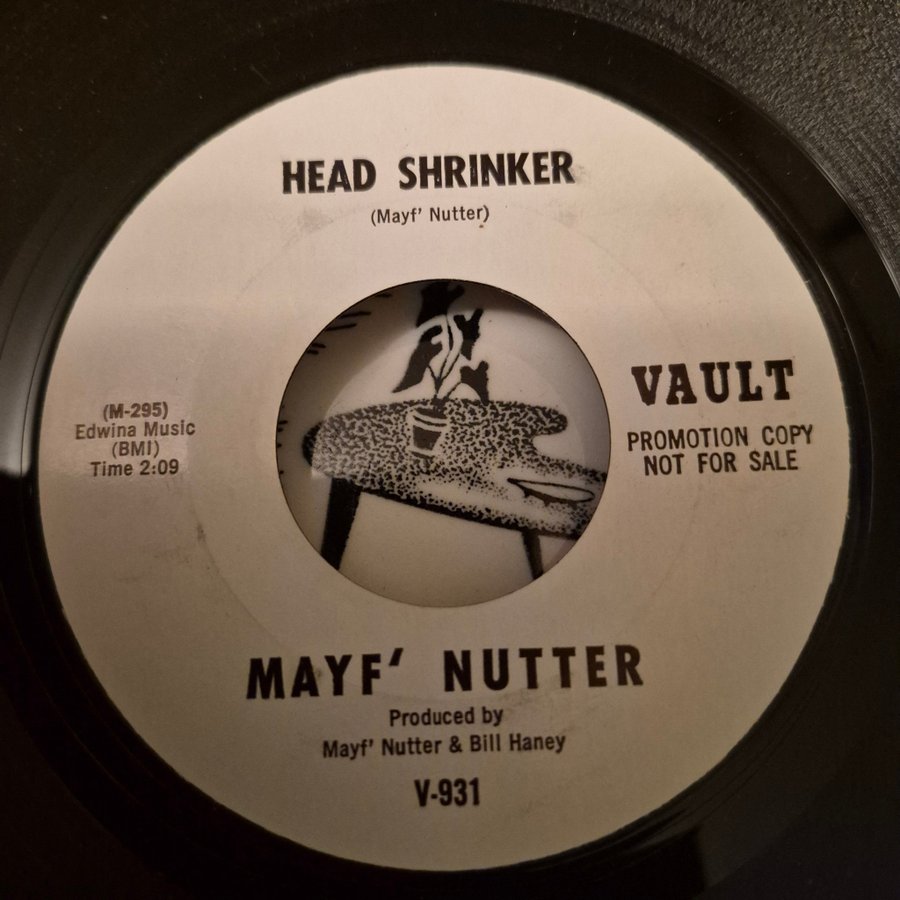 HEAD SHRINKER
(Mayf' Nutter)
(M-295)
Edwina Music
(BMI)
Time 2:09
VAULT
PROMOTION COPY
NOT FOR SALE
MAYF' NUTTER
Produced by
Mayf' Nutter & Bill Haney
V-931